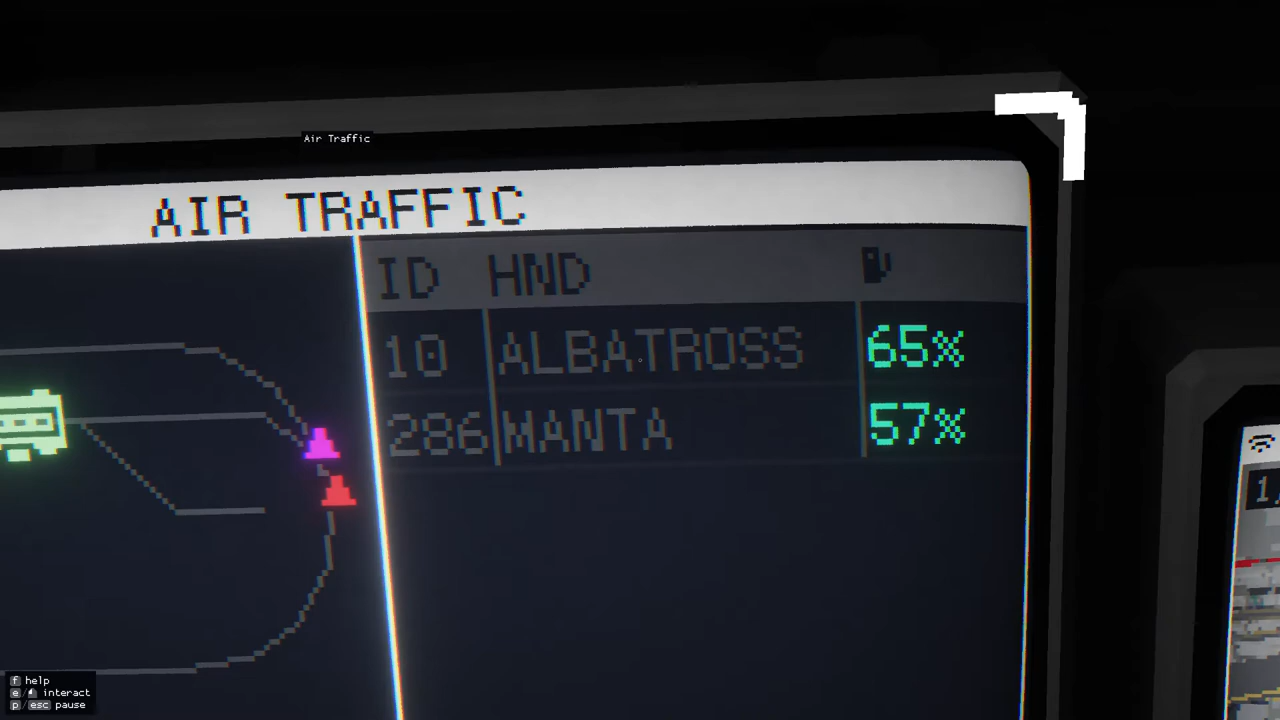 Air Traffic
AIR TRAFFIC
ID HND
10 ALBATROSS 65%
286 MANTA 57%
f help
e/ interact
p/esc pause